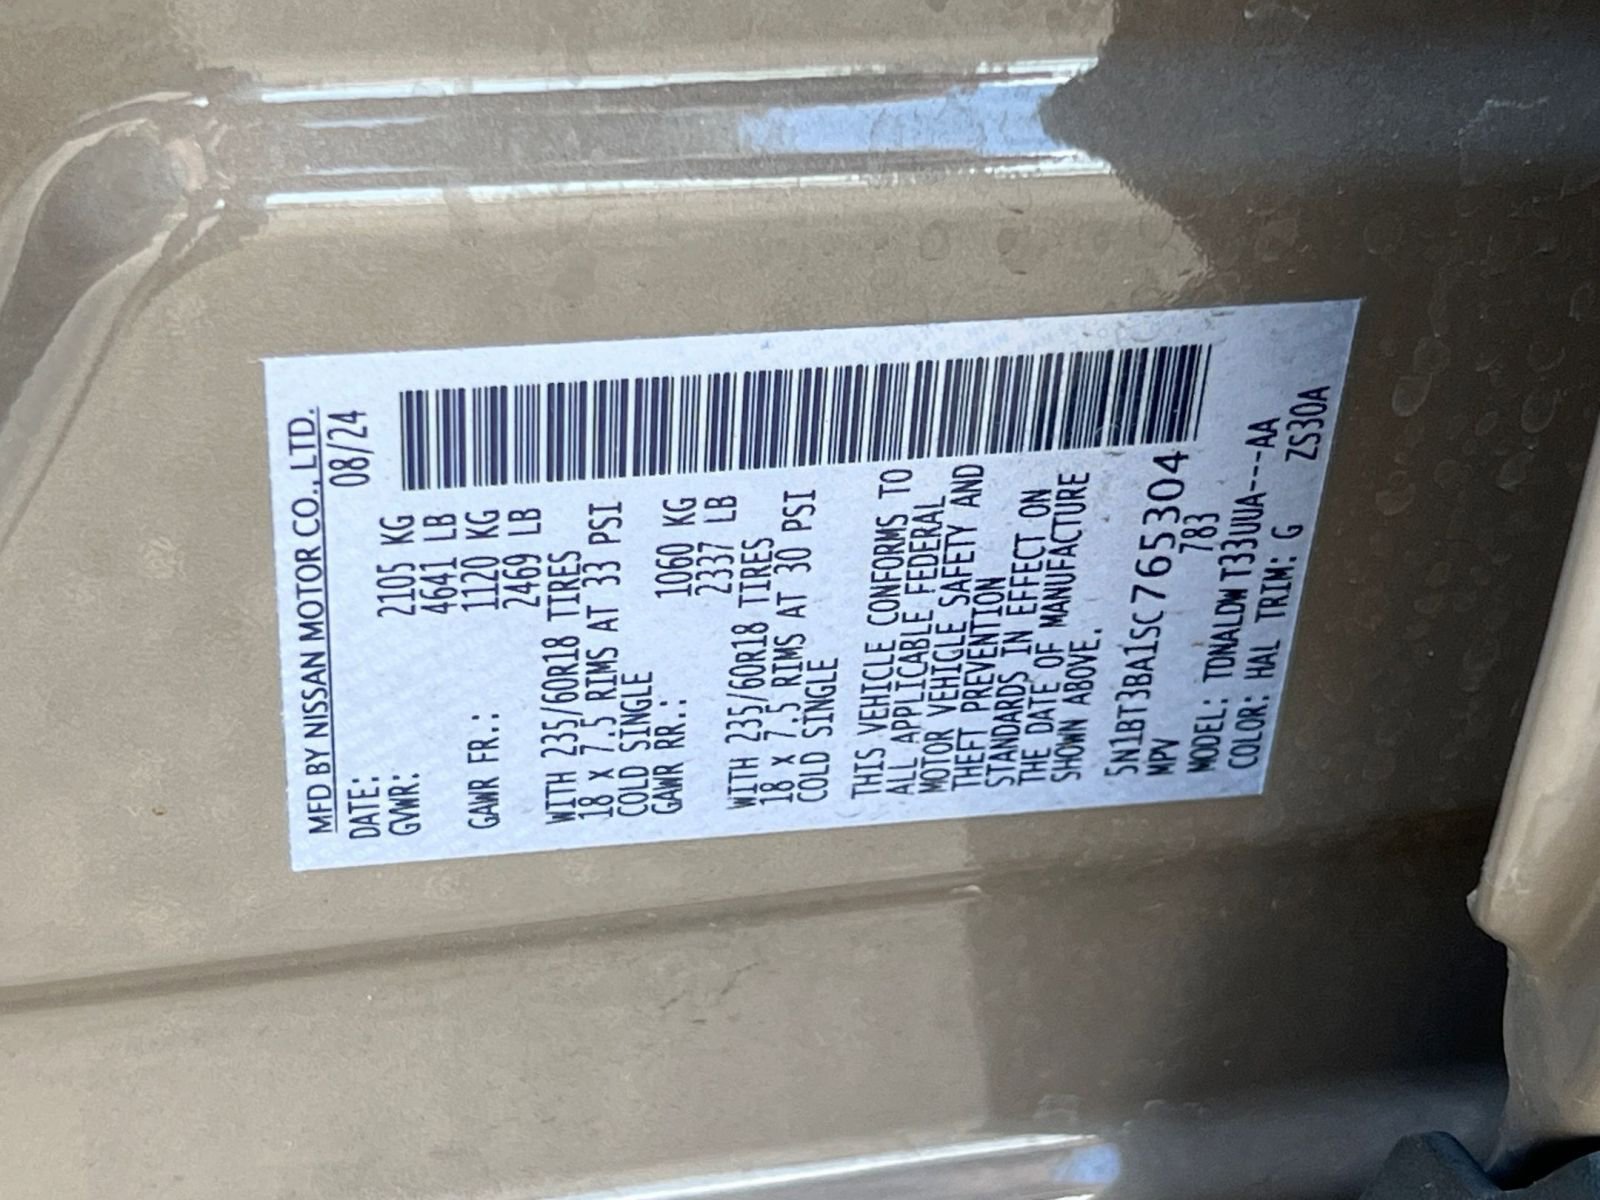 MFD BY NISSAN MOTOR CO., LTD.
DATE: 08/24
GVWR: 2105 KG
4641 LB
GAWR FR.: 1120 KG
2469 LB
WITH 235/60R18 TIRES
18 X 7.5 RIMS AT 33 PSI
COLD SINGLE
GAWR RR.: 1060 KG
2337 LB
WITH 235/60R18 TIRES
18 X 7.5 RIMS AT 30 PSI
COLD SINGLE
THIS VEHICLE CONFORMS TO
ALL APPLICABLE FEDERAL
MOTOR VEHICLE SAFETY AND
THEFT PREVENTION
STANDARDS IN EFFECT ON
THE DATE OF MANUFACTURE
SHOWN ABOVE.
5N1BT3BA1SC765304
MPV 783
MODEL: TDNALDWT33UUA---AA
COLOR: HAL TRIM: G ZS30A